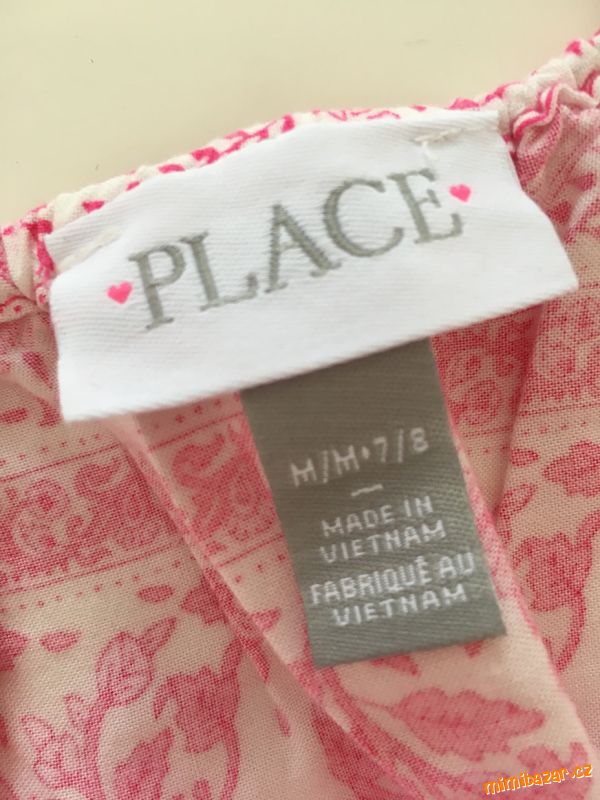 PLACE
M/M•7/8
MADE IN
VIETNAM
FABRIQUÉ AU
VIETNAM
mimibazar.cz